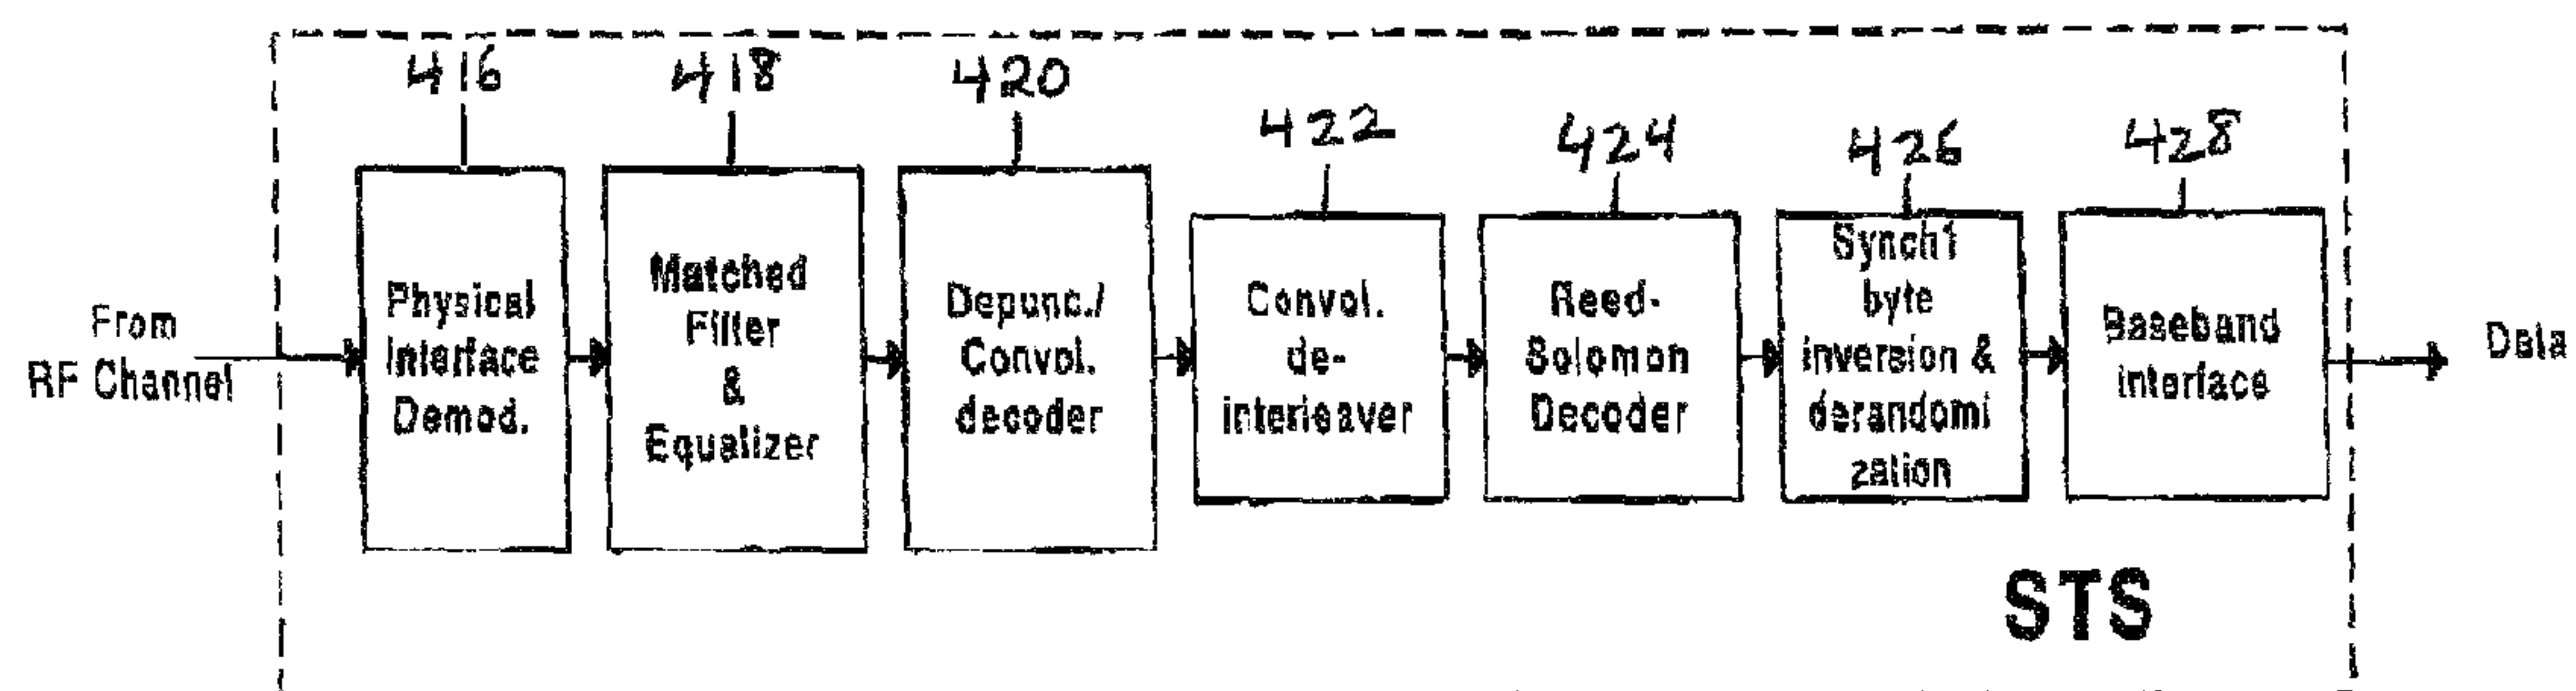 416
418
420
422
424
426
428
From
RF Channel
Physical
Interface
Demod.
Matched
Filter
&
Equalizer
Depunc./
Convol.
decoder
Convol.
de-
interleaver
Reed-
Solomon
Decoder
Synch1
byte
inversion &
derandomi
zation
Baseband
interface
Data
STS